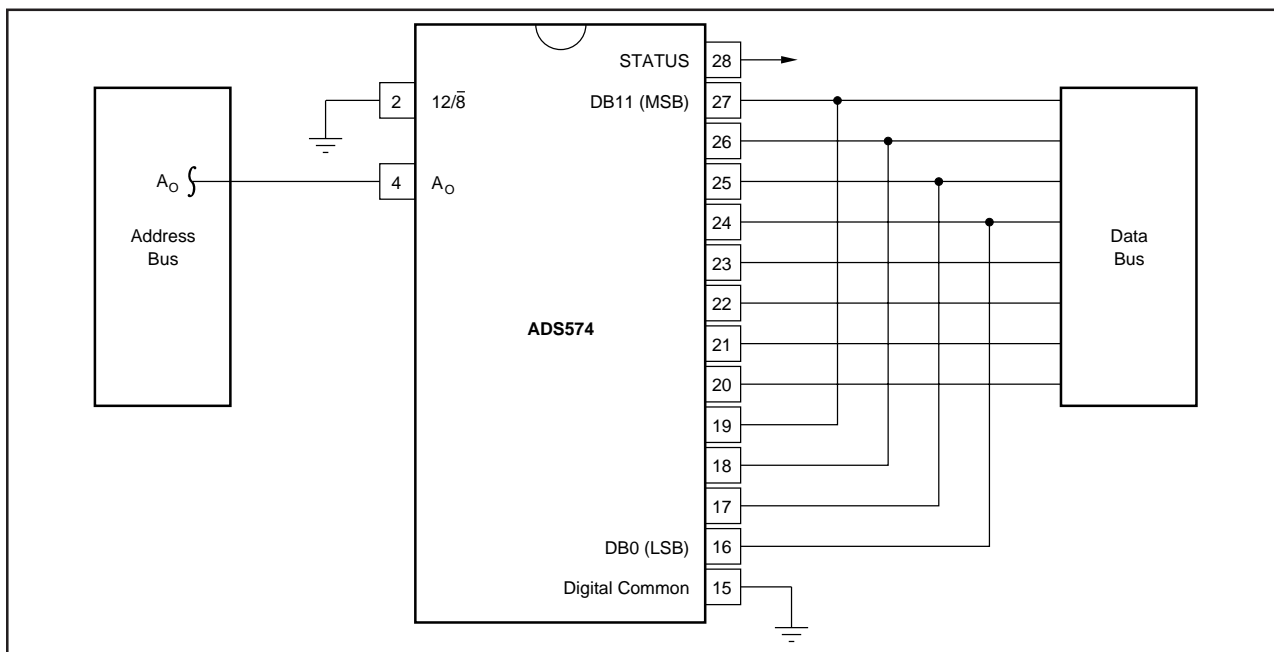 STATUS 28
2 12/8̅ DB11 (MSB) 27
26
A_O 4 A_O 25
Address
Bus
24
Data
Bus
23
22
ADS574
21
20
19
18
17
DB0 (LSB) 16
Digital Common 15